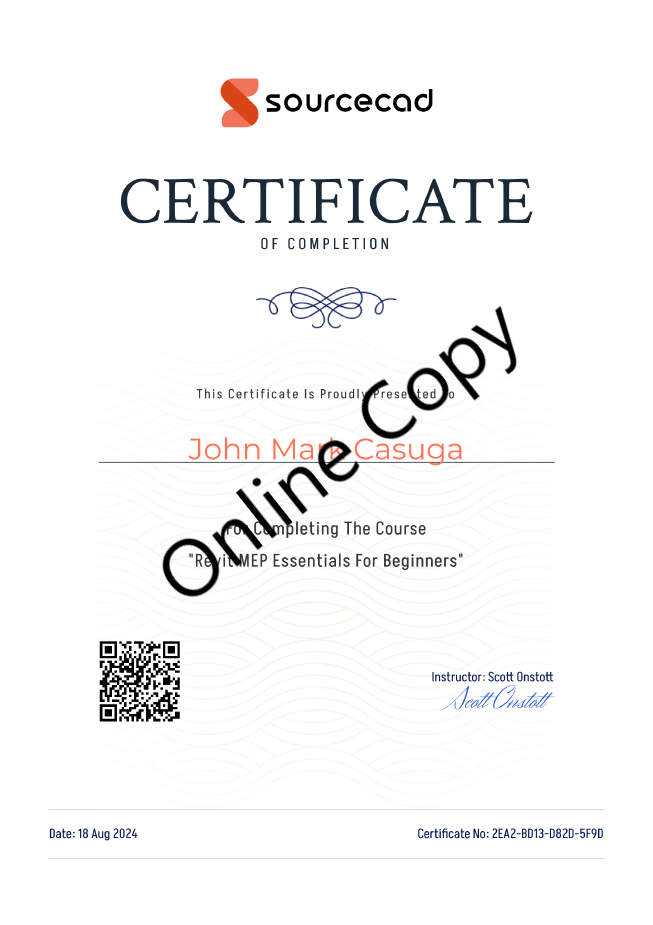 sourcecad
CERTIFICATE
OF COMPLETION
This Certificate Is Proudly Presented To
John Mark Casuga
For Completing The Course
"Revit MEP Essentials For Beginners"
Online Copy
Instructor: Scott Onstott
Scott Onstott
Date: 18 Aug 2024
Certificate No: 2EA2-BD13-D82D-5F9D